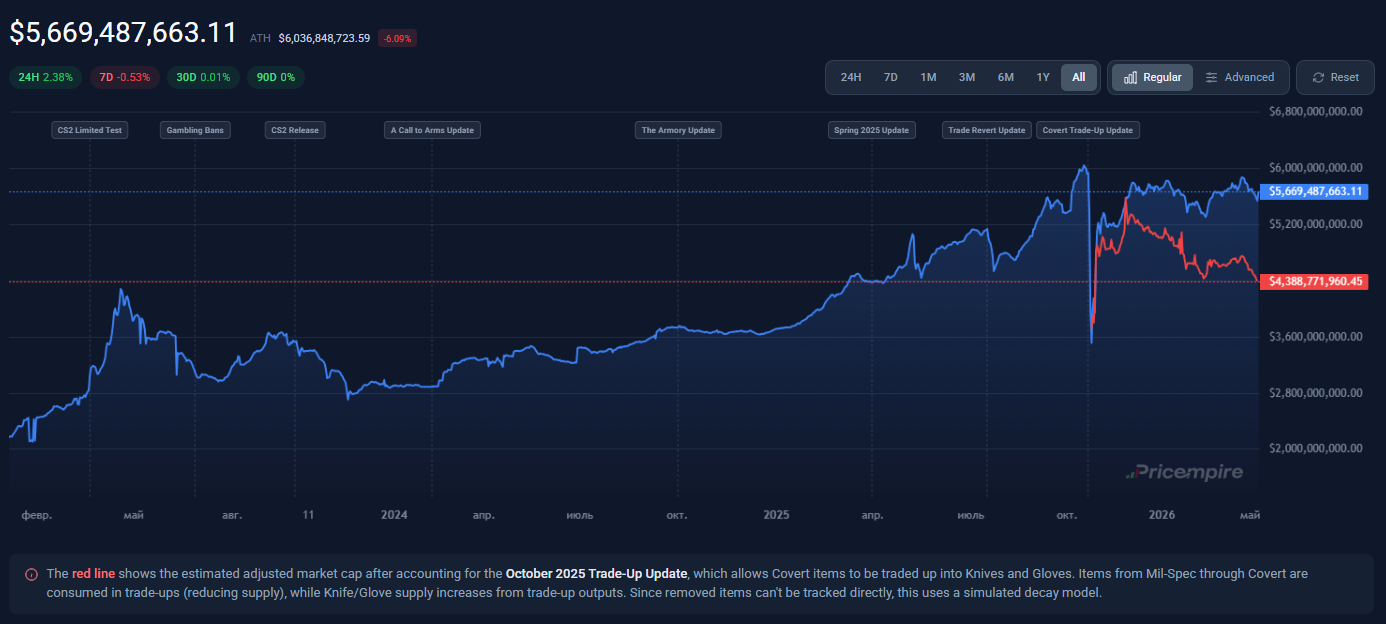 $5,669,487,663.11 ATH $6,036,848,723.59 -6.09%
24H 2.38% 7D -0.53% 30D 0.01% 90D 0%
24H 7D 1M 3M 6M 1Y All Regular Advanced Reset
$6,800,000,000.00
CS2 Limited Test Gambling Bans CS2 Release A Call to Arms Update The Armory Update Spring 2025 Update Trade Revert Update Covert Trade-Up Update
$6,000,000,000.00
$5,669,487,663.11
$5,200,000,000.00
$4,388,771,960.45
$3,600,000,000.00
$2,800,000,000.00
$2,000,000,000.00
Pricempire
февр. май авг. 11 2024 апр. июль окт. 2025 апр. июль окт. 2026 май
The red line shows the estimated adjusted market cap after accounting for the October 2025 Trade-Up Update, which allows Covert items to be traded up into Knives and Gloves. Items from Mil-Spec through Covert are
consumed in trade-ups (reducing supply), while Knife/Glove supply increases from trade-up outputs. Since removed items can't be tracked directly, this uses a simulated decay model.